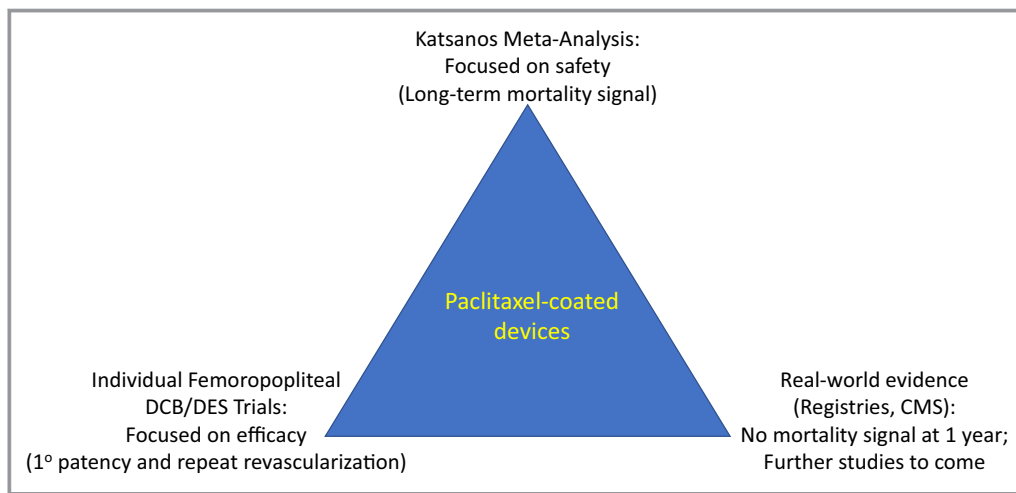 Katsanos Meta-Analysis:
Focused on safety
(Long-term mortality signal)
Paclitaxel-coated
devices
Individual Femoropopliteal
DCB/DES Trials:
Focused on efficacy
(1º patency and repeat revascularization)
Real-world evidence
(Registries, CMS):
No mortality signal at 1 year;
Further studies to come